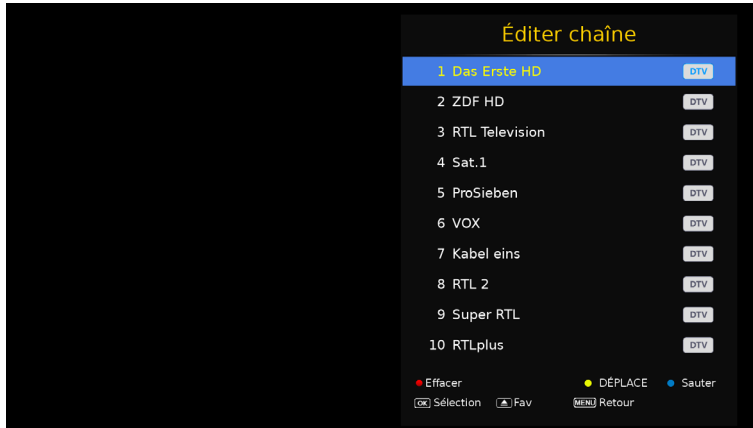 Éditer chaîne
1 Das Erste HD DTV
2 ZDF HD DTV
3 RTL Television DTV
4 Sat.1 DTV
5 ProSieben DTV
6 VOX DTV
7 Kabel eins DTV
8 RTL 2 DTV
9 Super RTL DTV
10 RTLplus DTV
Effacer DÉPLACE Sauter
OK Sélection Fav MENU Retour